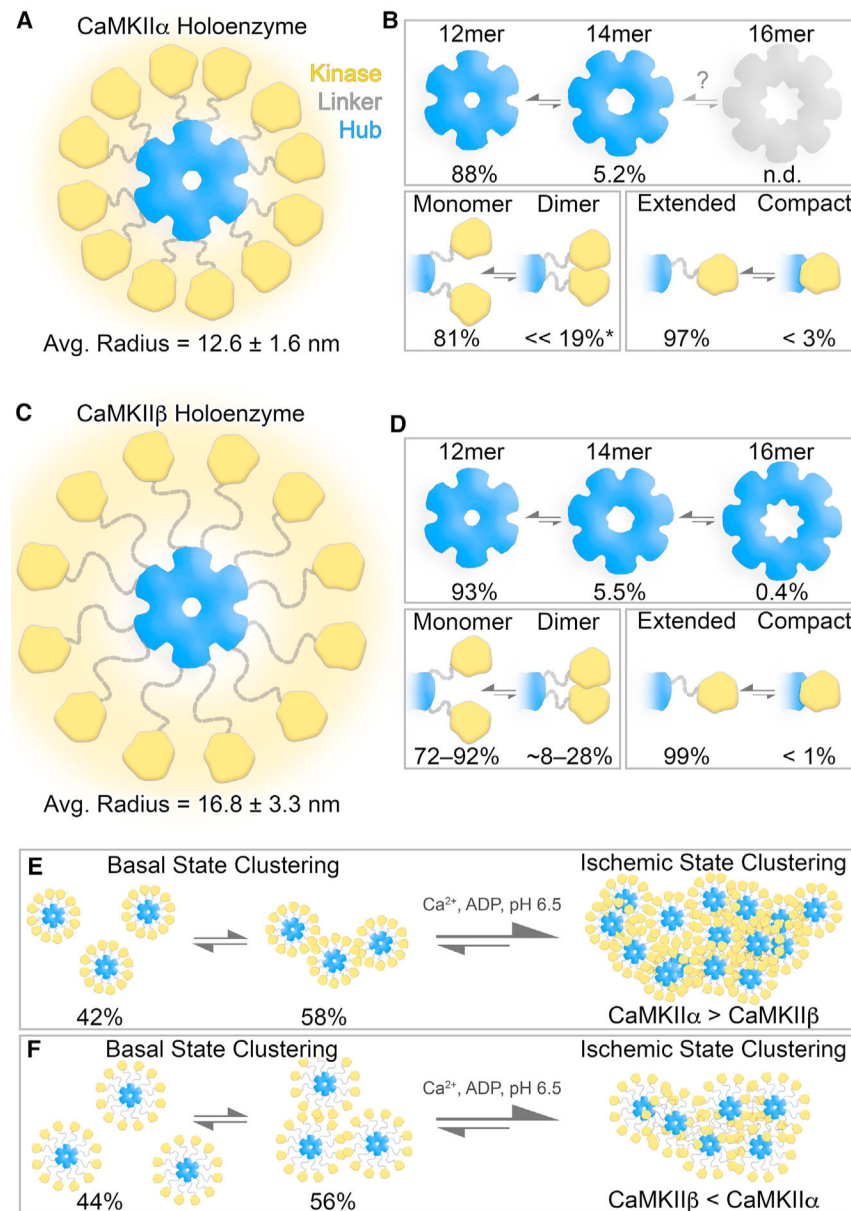 A
CaMKIIα Holoenzyme
Kinase
Linker
Hub
Avg. Radius = 12.6 ± 1.6 nm
B
12mer 14mer 16mer
?
88% 5.2% n.d.
Monomer Dimer
81% << 19%*
Extended Compact
97% < 3%
C
CaMKIIβ Holoenzyme
Avg. Radius = 16.8 ± 3.3 nm
D
12mer 14mer 16mer
93% 5.5% 0.4%
Monomer Dimer
72–92% ~8–28%
Extended Compact
99% < 1%
E
Basal State Clustering
Ischemic State Clustering
Ca²⁺, ADP, pH 6.5
42% 58%
CaMKIIα > CaMKIIβ
F
Basal State Clustering
Ischemic State Clustering
Ca²⁺, ADP, pH 6.5
44% 56%
CaMKIIβ < CaMKIIα